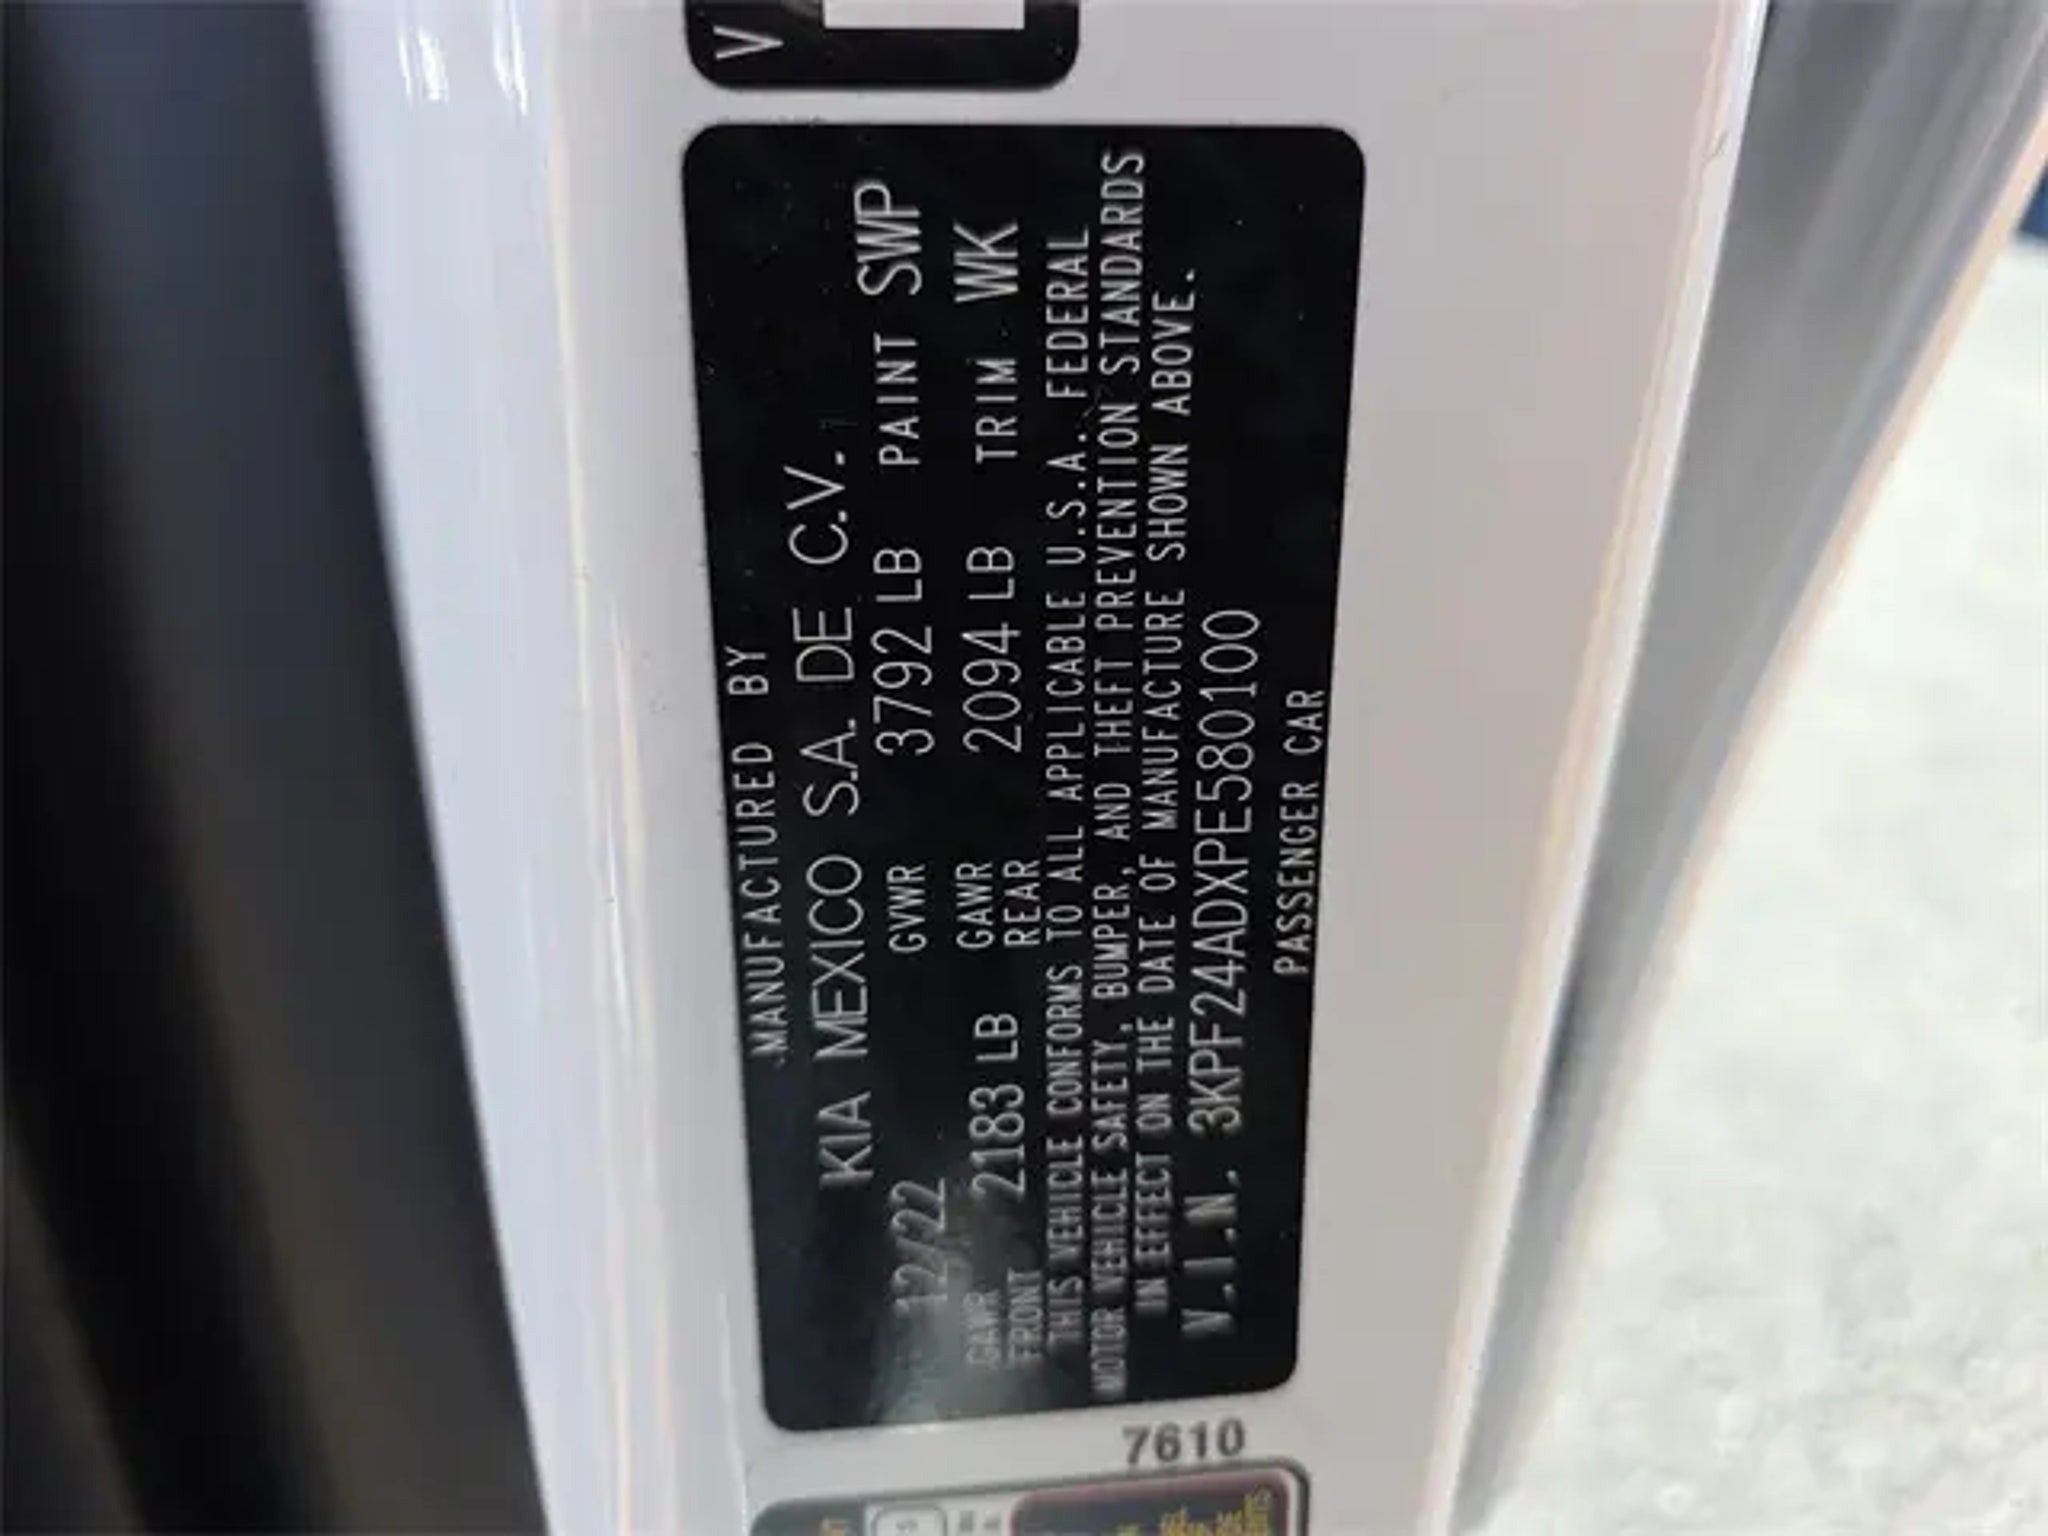 V
MANUFACTURED BY
KIA MEXICO S.A. DE C.V.
12/22 GVWR 3792 LB PAINT SWP
GAWR FRONT 2183 LB GAWR REAR 2094 LB TRIM WK
THIS VEHICLE CONFORMS TO ALL APPLICABLE U.S.A. FEDERAL
MOTOR VEHICLE SAFETY, BUMPER, AND THEFT PREVENTION STANDARDS
IN EFFECT ON THE DATE OF MANUFACTURE SHOWN ABOVE.
V.I.N. 3KPF24ADXPE580100
PASSENGER CAR
7610